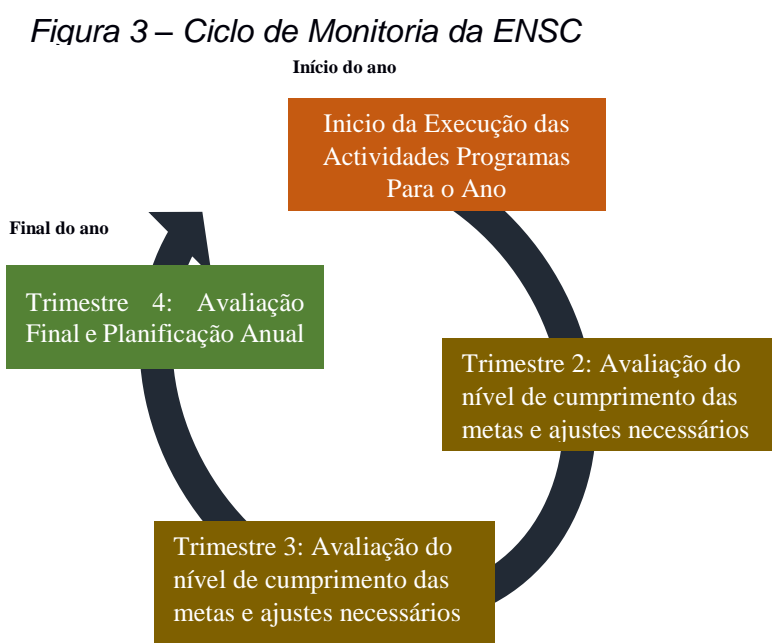 Figura 3 – Ciclo de Monitoria da ENSC
Início do ano
Inicio da Execução das
Actividades Programas
Para o Ano
Final do ano
Trimestre 4: Avaliação
Final e Planificação Anual
Trimestre 2: Avaliação do
nível de cumprimento das
metas e ajustes necessários
Trimestre 3: Avaliação do
nível de cumprimento das
metas e ajustes necessários